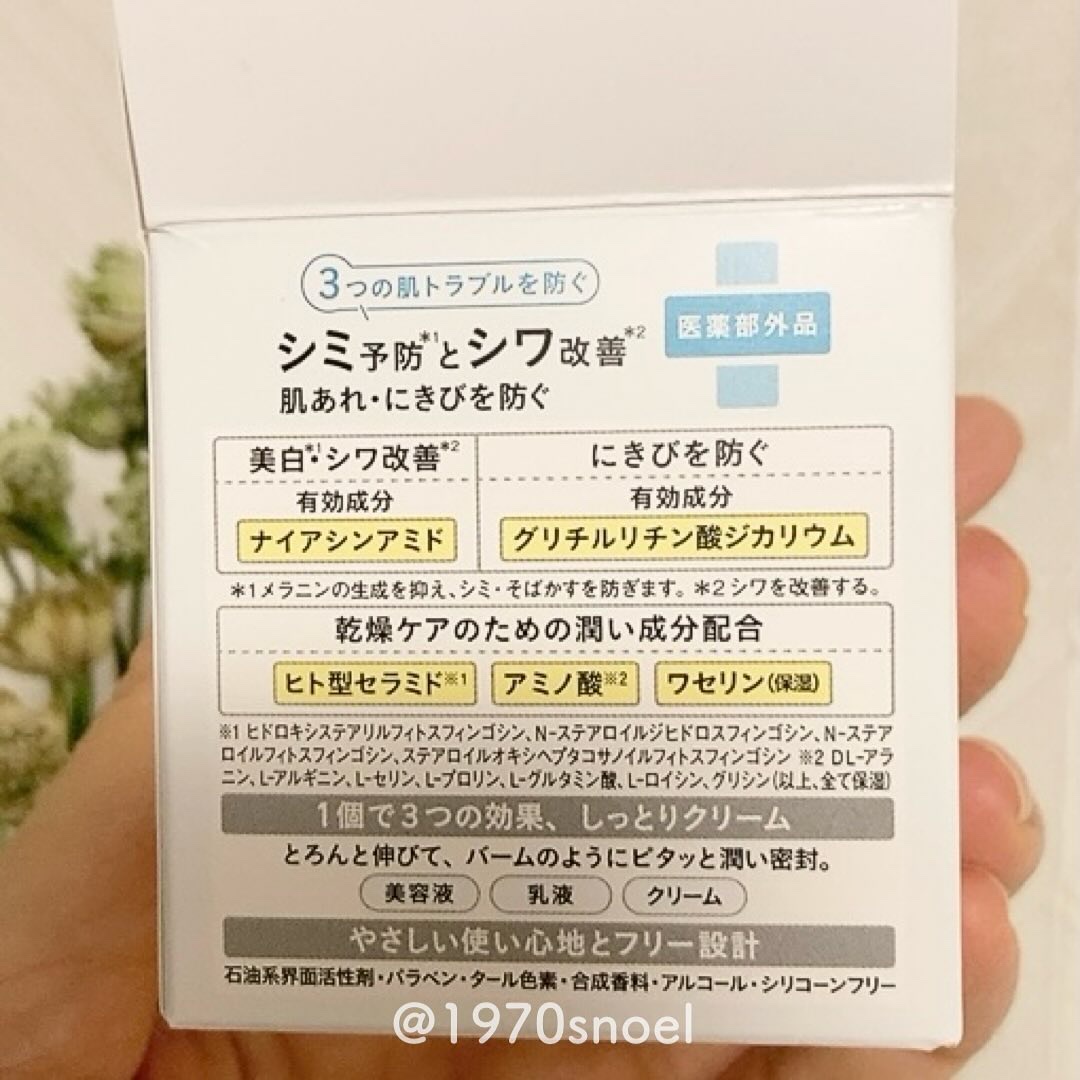 3つの肌トラブルを防ぐ
シミ予防*1とシワ改善*2
肌あれ・にきびを防ぐ
医薬部外品
美白*1・シワ改善*2
有効成分
ナイアシンアミド
にきびを防ぐ
有効成分
グリチルリチン酸ジカリウム
*1メラニンの生成を抑え、シミ・そばかすを防ぎます。*2シワを改善する。
乾燥ケアのための潤い成分配合
ヒト型セラミド※1 アミノ酸※2 ワセリン(保湿)
※1 ヒドロキシステアリルフィトスフィンゴシン、N-ステアロイルジヒドロスフィンゴシン、N-ステア
ロイルフィトスフィンゴシン、ステアロイルオキシヘプタコサノイルフィトスフィンゴシン ※2 DL-アラ
ニン、L-アルギニン、L-セリン、L-プロリン、L-グルタミン酸、L-ロイシン、グリシン(以上、全て保湿)
1個で3つの効果、しっとりクリーム
とろんと伸びて、バームのようにピタッと潤い密封。
美容液 乳液 クリーム
やさしい使い心地とフリー設計
石油系界面活性剤・パラベン・タール色素・合成香料・アルコール・シリコーンフリー
@1970snoel